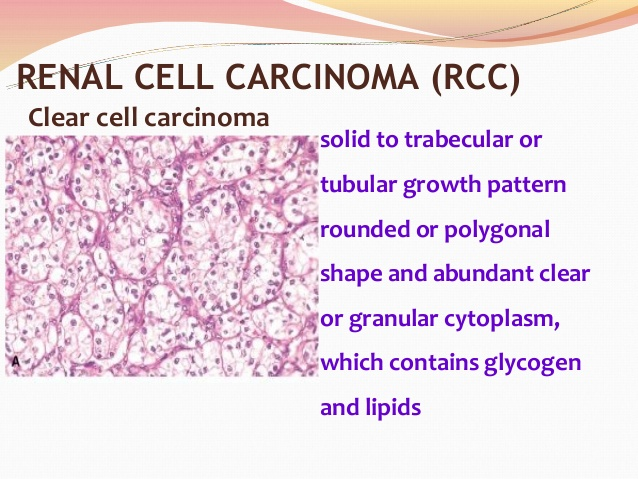 RENAL CELL CARCINOMA (RCC)
Clear cell carcinoma
solid to trabecular or
tubular growth pattern
rounded or polygonal
shape and abundant clear
or granular cytoplasm,
which contains glycogen
and lipids
A